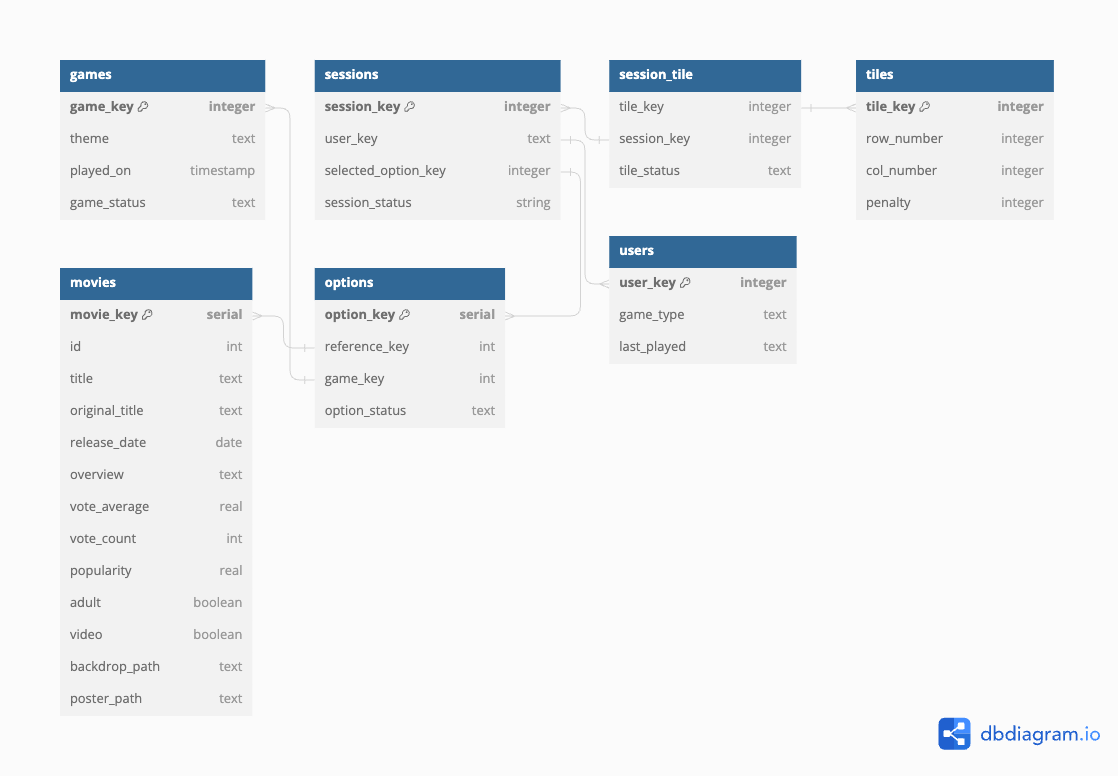 games
game_key integer
theme text
played_on timestamp
game_status text
sessions
session_key integer
user_key text
selected_option_key integer
session_status string
session_tile
tile_key integer
session_key integer
tile_status text
tiles
tile_key integer
row_number integer
col_number integer
penalty integer
movies
movie_key serial
id int
title text
original_title text
release_date date
overview text
vote_average real
vote_count int
popularity real
adult boolean
video boolean
backdrop_path text
poster_path text
options
option_key serial
reference_key int
game_key int
option_status text
users
user_key integer
game_type text
last_played text
dbdiagram.io